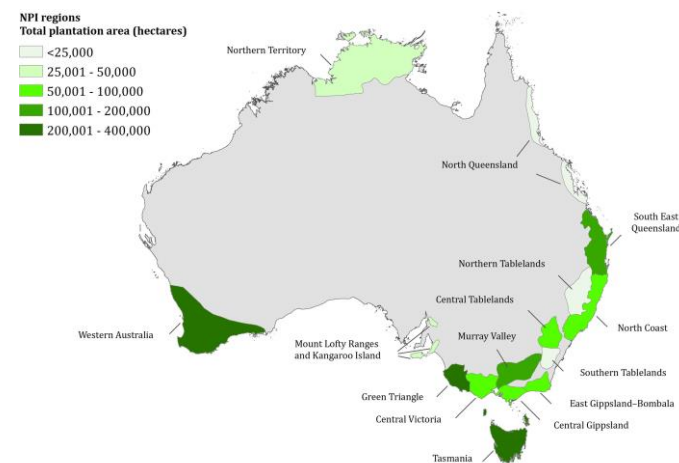 NPI regions
Total plantation area (hectares)
<25,000
25,001 - 50,000
50,001 - 100,000
100,001 - 200,000
200,001 - 400,000
Northern Territory
North Queensland
South East
Queensland
Northern Tablelands
Central Tablelands
North Coast
Western Australia
Mount Lofty Ranges
and Kangaroo Island
Murray Valley
Southern Tablelands
Green Triangle
East Gippsland–Bombala
Central Victoria
Central Gippsland
Tasmania